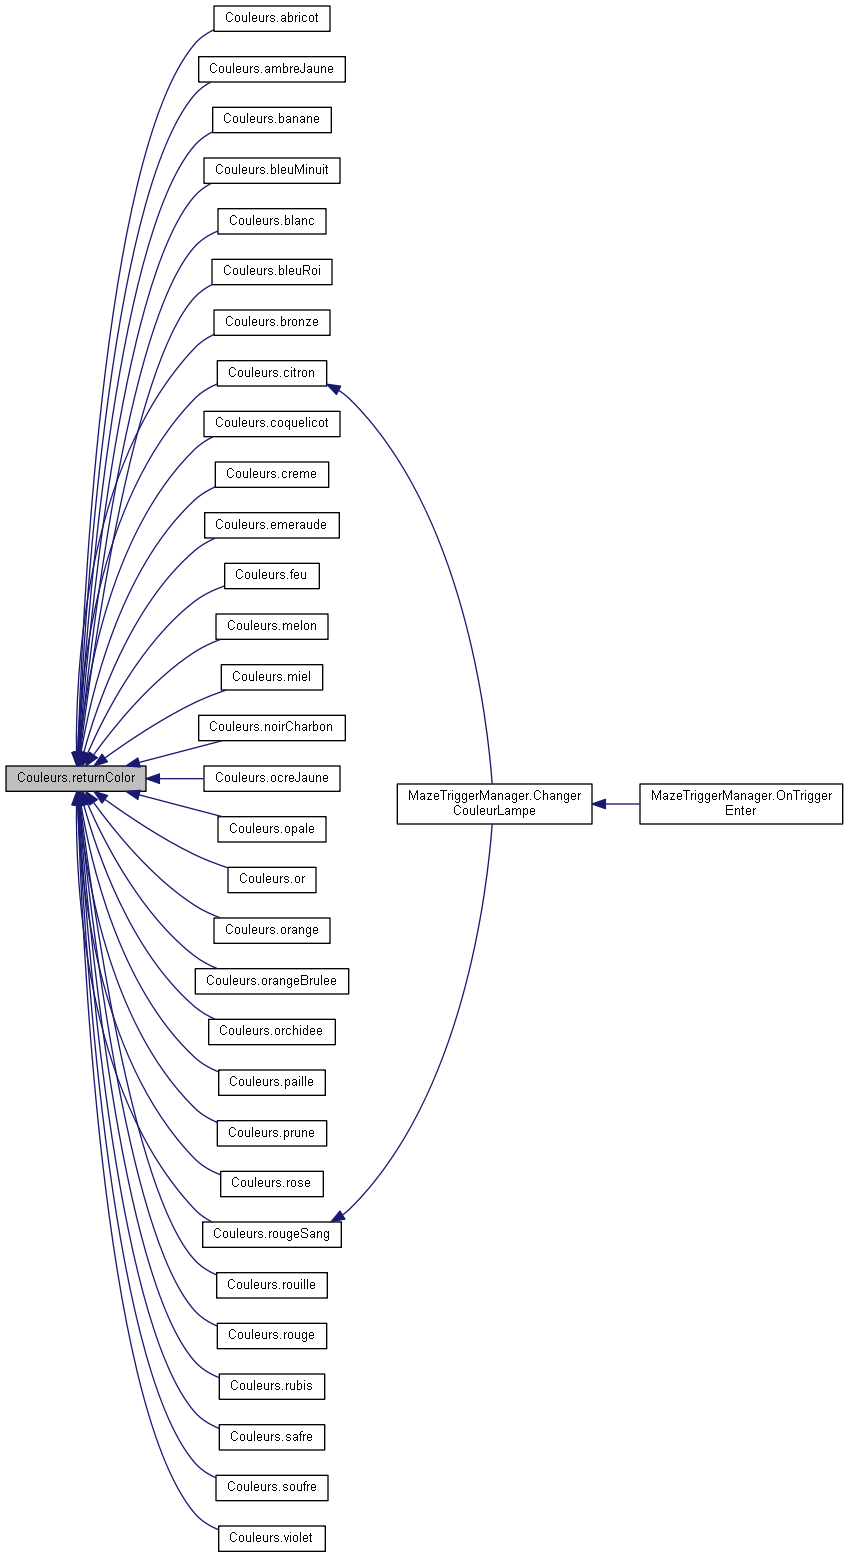 Couleurs.abricot
Couleurs.ambreJaune
Couleurs.banane
Couleurs.bleuMinuit
Couleurs.blanc
Couleurs.bleuRoi
Couleurs.bronze
Couleurs.citron
Couleurs.coquelicot
Couleurs.creme
Couleurs.emeraude
Couleurs.feu
Couleurs.melon
Couleurs.miel
Couleurs.noirCharbon
Couleurs.returnColor
Couleurs.ocreJaune
MazeTriggerManager.Changer
CouleurLampe
MazeTriggerManager.OnTrigger
Enter
Couleurs.opale
Couleurs.or
Couleurs.orange
Couleurs.orangeBrulee
Couleurs.orchidee
Couleurs.paille
Couleurs.prune
Couleurs.rose
Couleurs.rougeSang
Couleurs.rouille
Couleurs.rouge
Couleurs.rubis
Couleurs.safre
Couleurs.soufre
Couleurs.violet